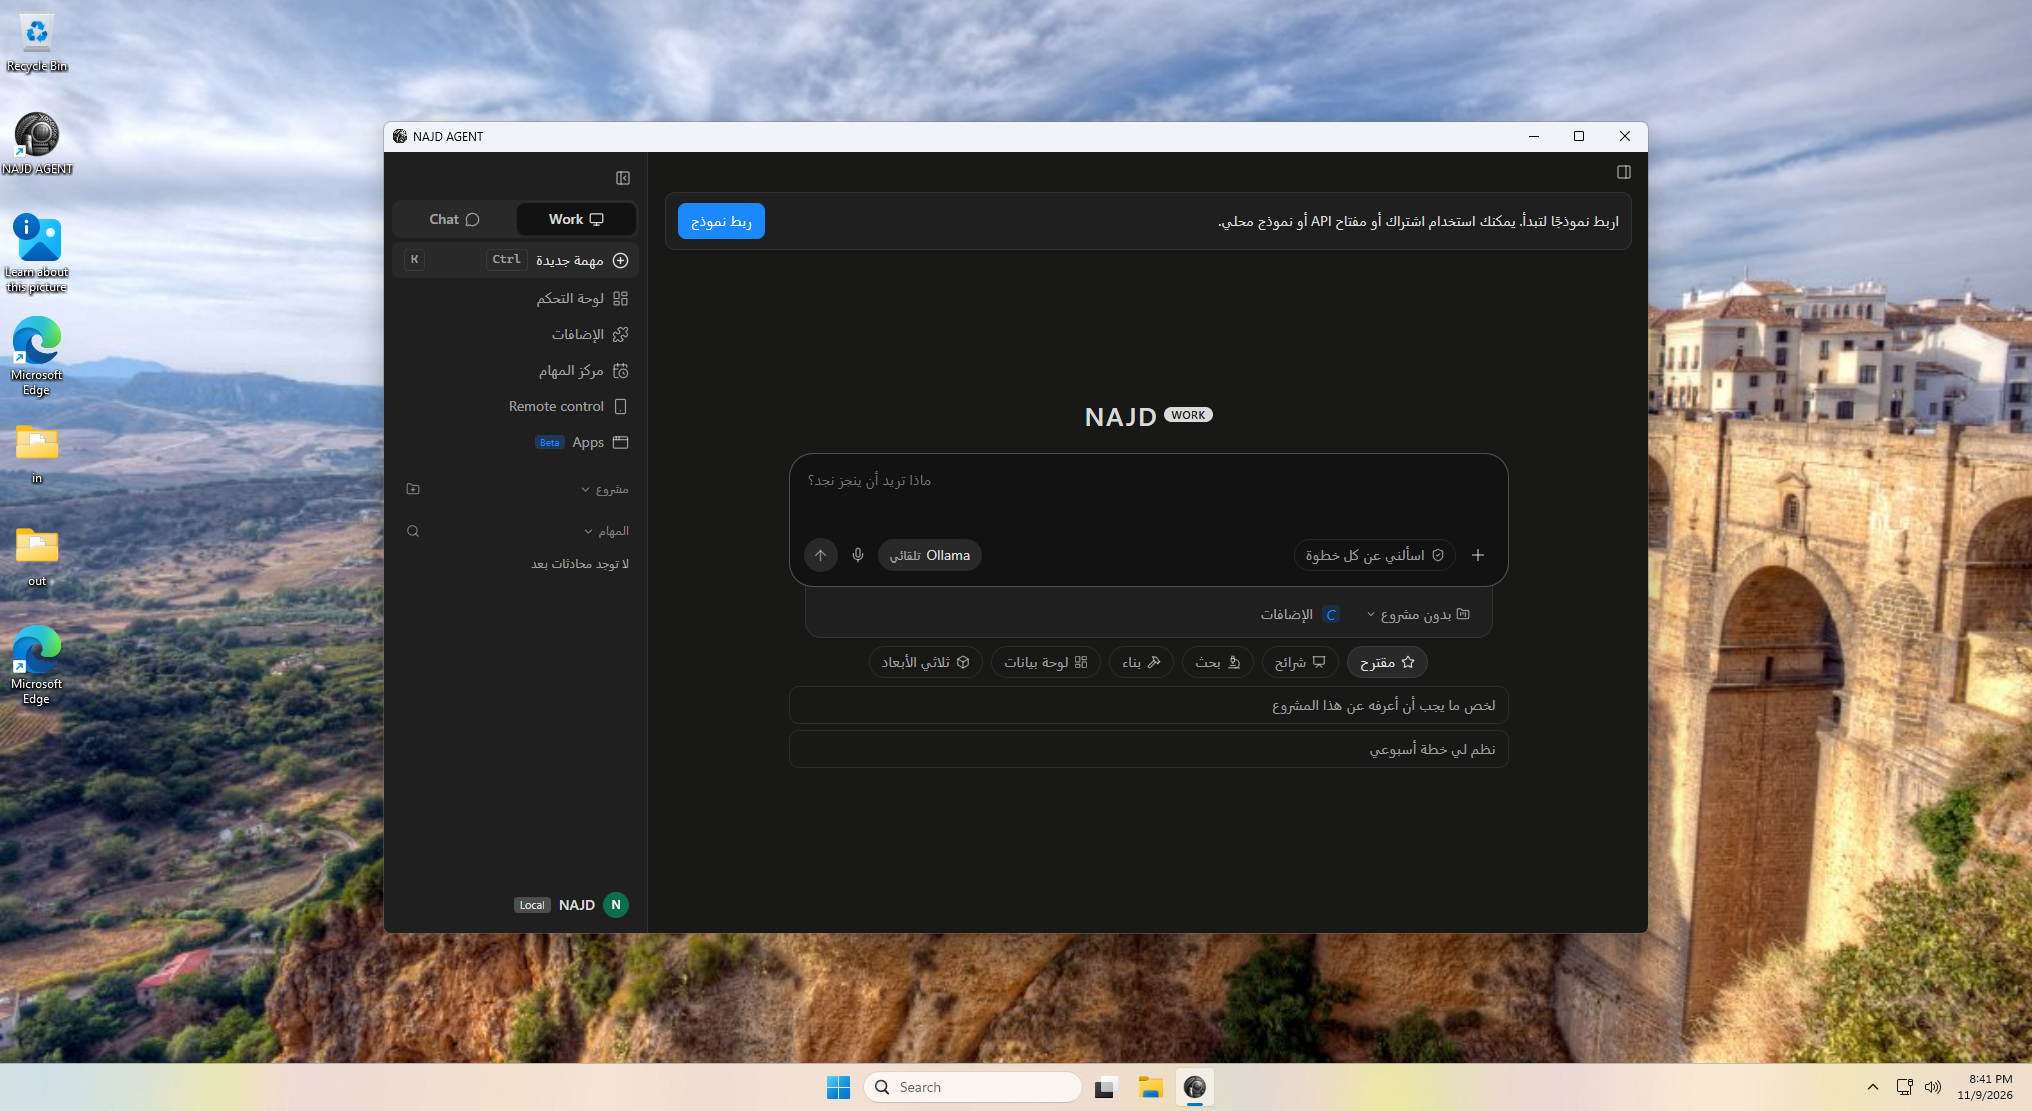 Recycle Bin
NAJD AGENT
Learn about
this picture
Microsoft
Edge
in
out
Microsoft
Edge
NAJD AGENT
Chat
Work
مهمة جديدة Ctrl K
لوحة التحكم
الإضافات
مركز المهام
Remote control
Apps Beta
مشروع
المهام
لا توجد محادثات بعد
N NAJD Local
اربط نموذجًا لتبدأ. يمكنك استخدام اشتراك أو مفتاح API أو نموذج محلي.
ربط نموذج
NAJD WORK
ماذا تريد أن ينجز نجد؟
اسألني عن كل خطوة
Ollama تلقائي
بدون مشروع
C الإضافات
مقترح
شرائح
بحث
بناء
لوحة بيانات
ثلاثي الأبعاد
لخص ما يجب أن أعرفه عن هذا المشروع
نظم لي خطة أسبوعي
Search
8:41 PM
11/9/2026